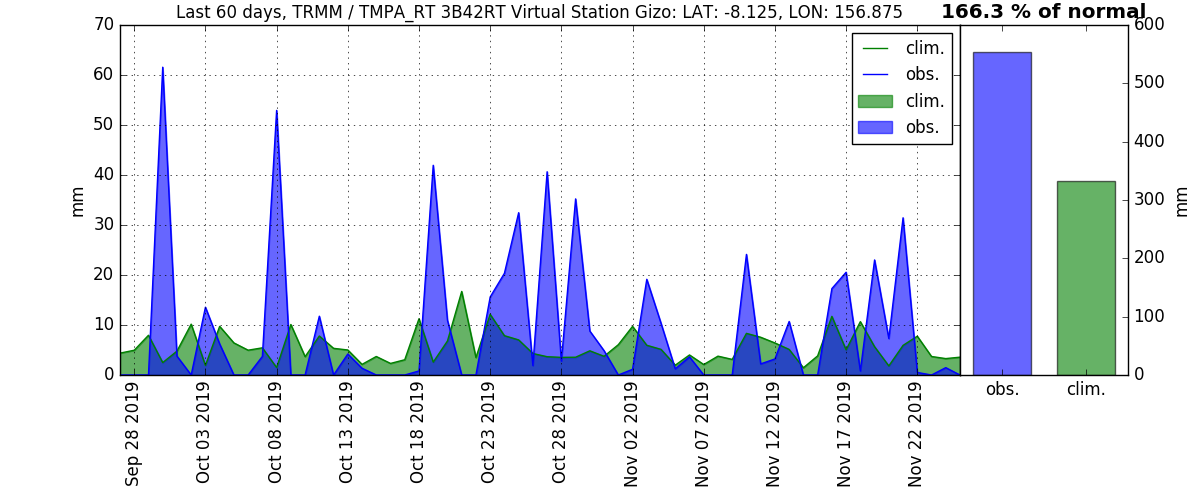 Last 60 days, TRMM / TMPA_RT 3B42RT Virtual Station Gizo: LAT: -8.125, LON: 156.875
166.3 % of normal
70
60
50
40
30
20
10
0
mm
clim.
obs.
clim.
obs.
Sep 28 2019
Oct 03 2019
Oct 08 2019
Oct 13 2019
Oct 18 2019
Oct 23 2019
Oct 28 2019
Nov 02 2019
Nov 07 2019
Nov 12 2019
Nov 17 2019
Nov 22 2019
600
500
400
300
200
100
0
mm
obs. clim.